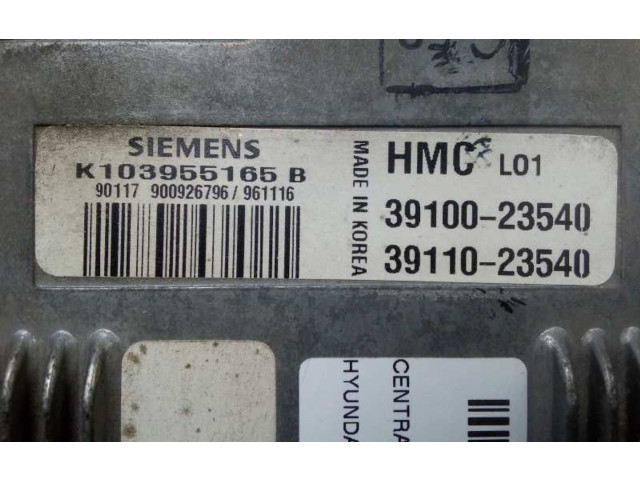 SIEMENS
K103955165 B
90117 900926796 / 961116
MADE IN KOREA
HMC L01
39100-23540
39110-23540
CENTRA
HYUNDA